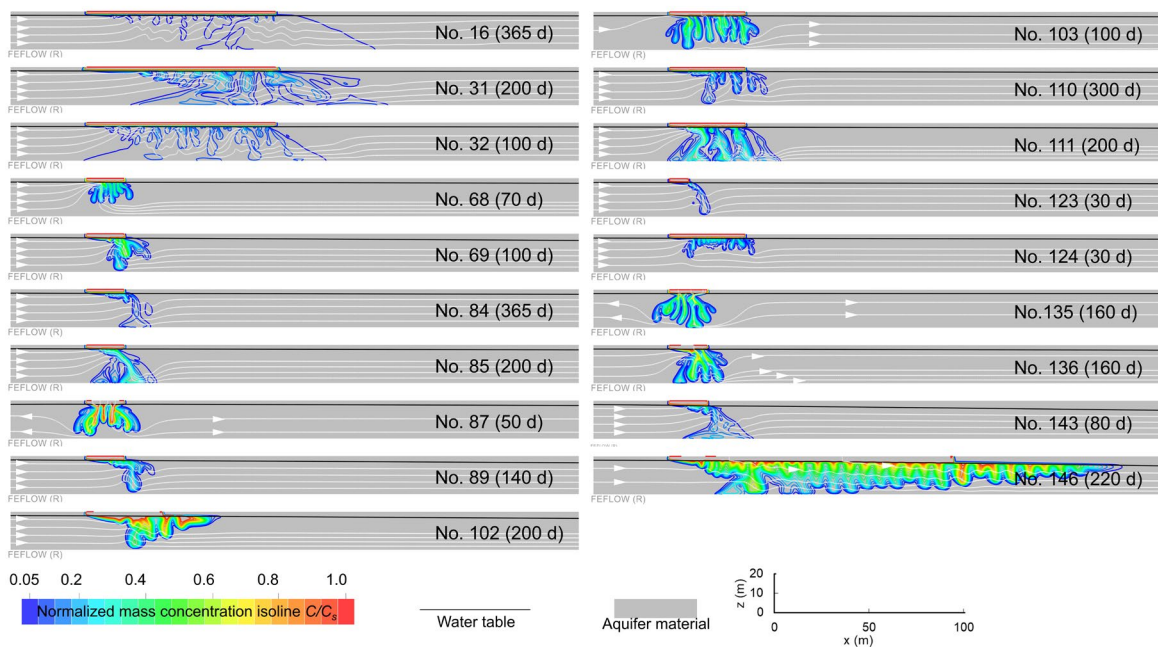 No. 16 (365 d)
FEFLOW (R)
No. 31 (200 d)
FEFLOW (R)
No. 32 (100 d)
FEFLOW (R)
No. 68 (70 d)
FEFLOW (R)
No. 69 (100 d)
FEFLOW (R)
No. 84 (365 d)
FEFLOW (R)
No. 85 (200 d)
FEFLOW (R)
No. 87 (50 d)
FEFLOW (R)
No. 89 (140 d)
FEFLOW (R)
No. 102 (200 d)
FEFLOW (R)
No. 103 (100 d)
FEFLOW (R)
No. 110 (300 d)
FEFLOW (R)
No. 111 (200 d)
FEFLOW (R)
No. 123 (30 d)
FEFLOW (R)
No. 124 (30 d)
FEFLOW (R)
No.135 (160 d)
FEFLOW (R)
No. 136 (160 d)
FEFLOW (R)
No. 143 (80 d)
No. 146 (220 d)
FEFLOW (R)
0.05 0.2 0.4 0.6 0.8 1.0
Normalized mass concentration isoline C/Cs
Water table
Aquifer material
z (m)
20
10
0
0 50 100
x (m)